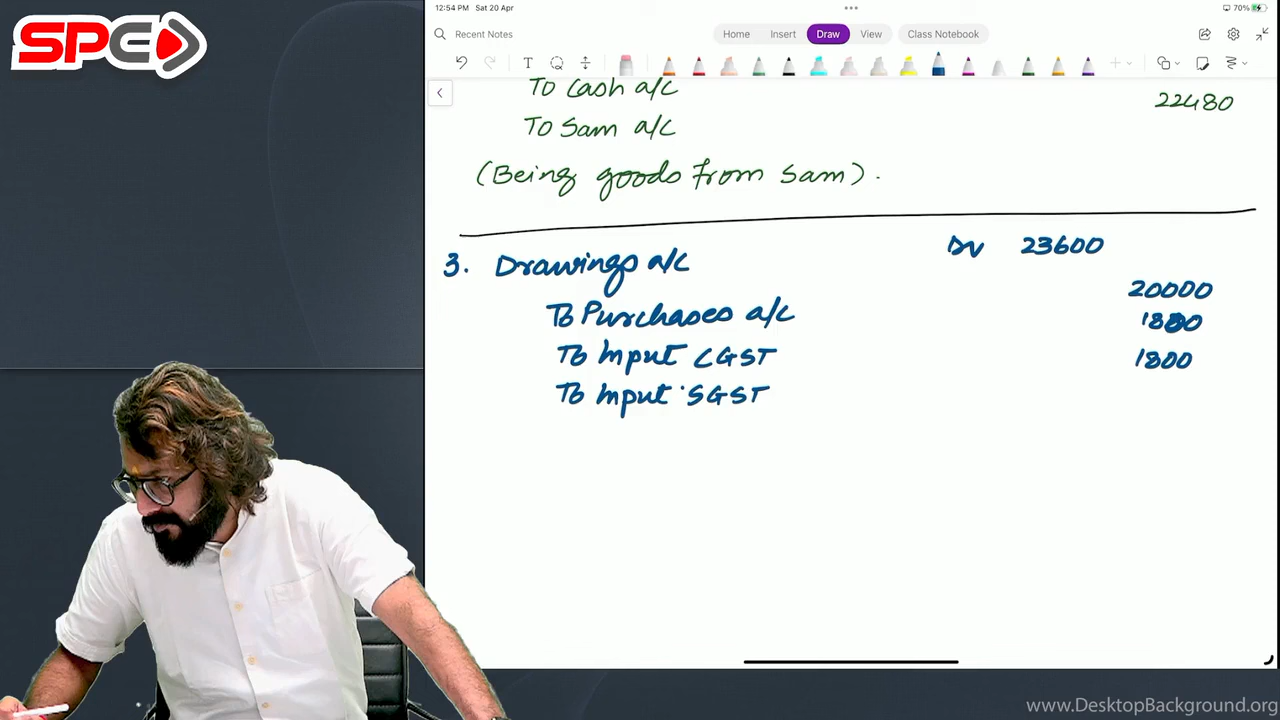 SPE
12:54 PM Sat 20 Apr
70%
Recent Notes
Home Insert Draw View Class Notebook
T
To Cash a/c 22480
To Sam a/c
(Being goods from Sam).
3. Drawings a/c Dr 23600
20000
To Purchases a/c 1800
To Input CGST 1800
To Input SGST
www.DesktopBackground.org